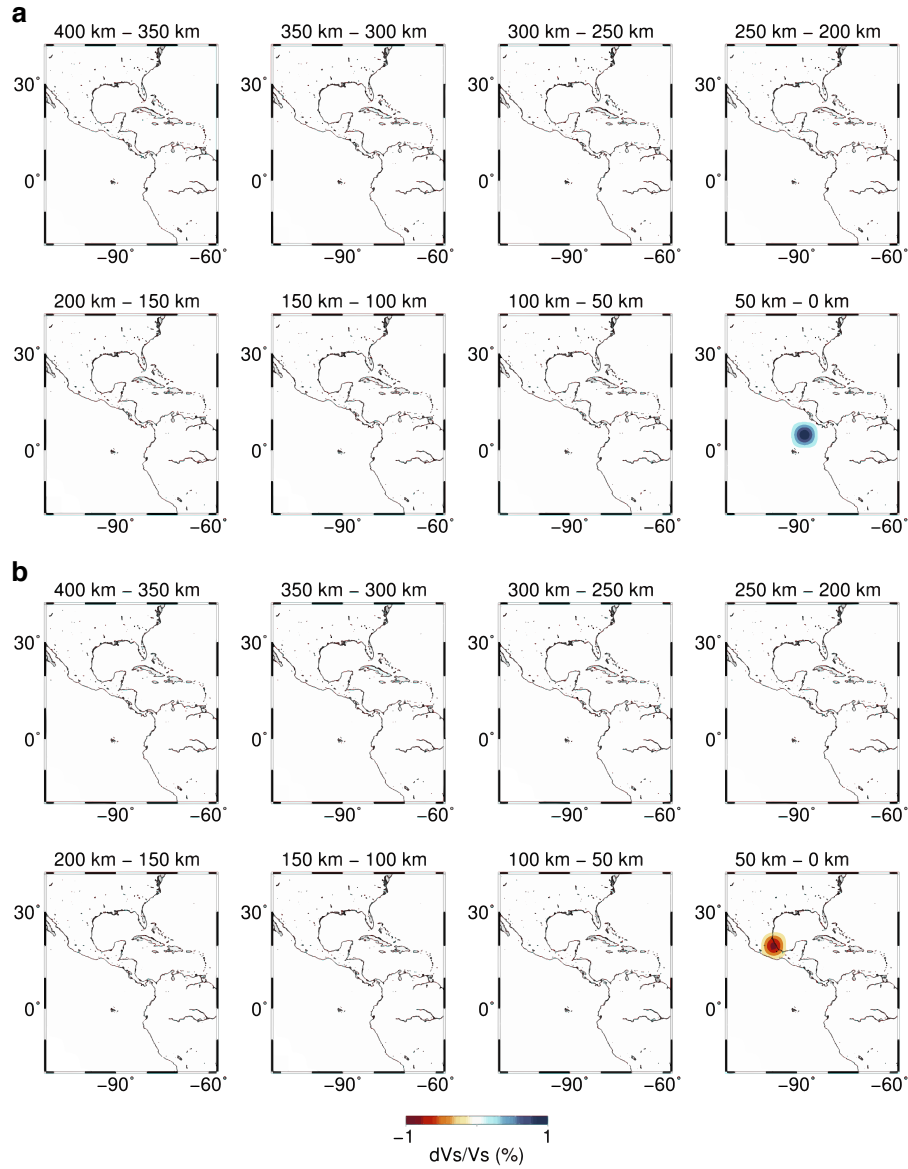 a
400 km − 350 km 350 km − 300 km 300 km − 250 km 250 km − 200 km
30° 30° 30° 30°
0° 0° 0° 0°
−90° −60° −90° −60° −90° −60° −90° −60°
200 km − 150 km 150 km − 100 km 100 km − 50 km 50 km − 0 km
30° 30° 30° 30°
0° 0° 0° 0°
−90° −60° −90° −60° −90° −60° −90° −60°
b
400 km − 350 km 350 km − 300 km 300 km − 250 km 250 km − 200 km
30° 30° 30° 30°
0° 0° 0° 0°
−90° −60° −90° −60° −90° −60° −90° −60°
200 km − 150 km 150 km − 100 km 100 km − 50 km 50 km − 0 km
30° 30° 30° 30°
0° 0° 0° 0°
−90° −60° −90° −60° −90° −60° −90° −60°
−1 1
dVs/Vs (%)